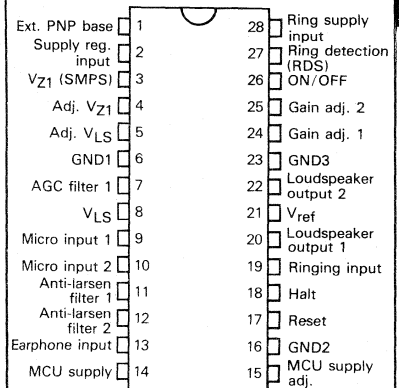 Ext. PNP base 1
Supply reg.
input 2
VZ1 (SMPS) 3
Adj. VZ1 4
Adj. VLS 5
GND1 6
AGC filter 1 7
VLS 8
Micro input 1 9
Micro input 2 10
Anti-larsen
filter 1 11
Anti-larsen
filter 2 12
Earphone input 13
MCU supply 14
28 Ring supply
input
27 Ring detection
(RDS)
26 ON/OFF
25 Gain adj. 2
24 Gain adj. 1
23 GND3
22 Loudspeaker
output 2
21 Vref
20 Loudspeaker
output 1
19 Ringing input
18 Halt
17 Reset
16 GND2
15 MCU supply
adj.